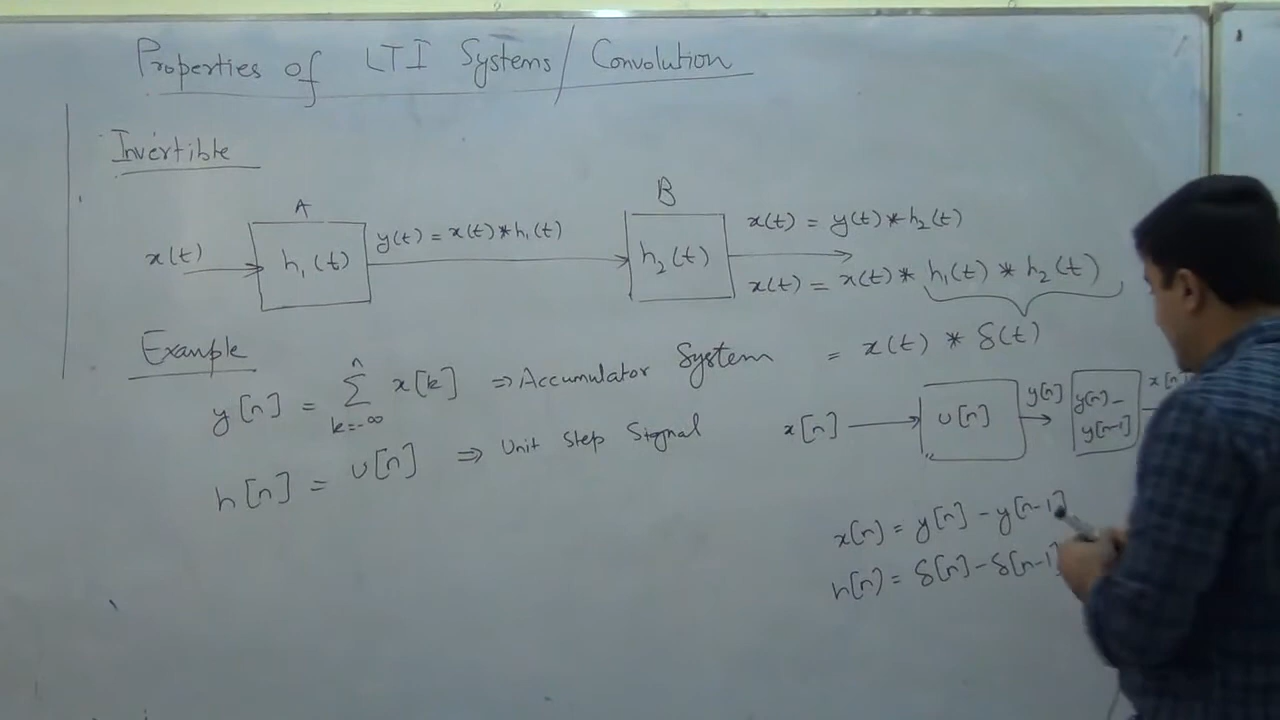 Properties of LTI Systems / Convolution
Invertible
A
B
x(t)
h₁(t)
y(t) = x(t) * h₁(t)
h₂(t)
x(t) = y(t) * h₂(t)
x(t) = x(t) * h₁(t) * h₂(t)
= x(t) * δ(t)
Example
y[n] = Σ x[k] ⇒ Accumulator System
n
k=-∞
h[n] = u[n] ⇒ Unit Step Signal
x[n]
u[n]
y[n]
y[n] -
y[n-1]
x[n]
x[n] = y[n] - y[n-1]
h[n] = δ[n] - δ[n-1]